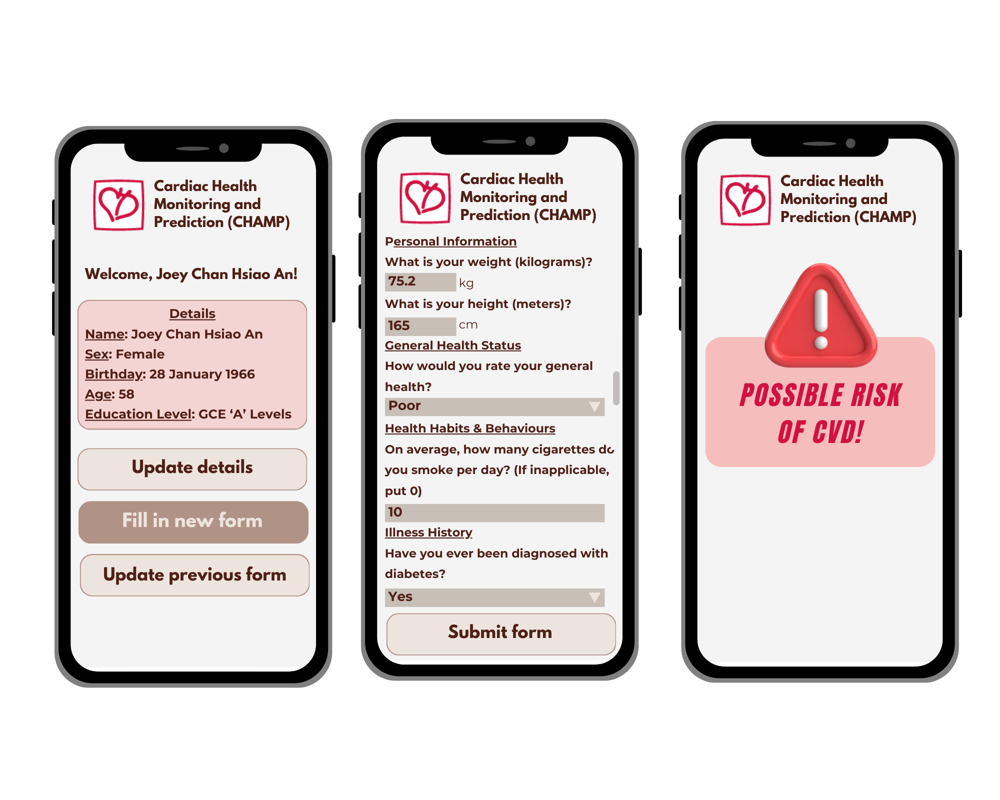 Cardiac Health
Monitoring and
Prediction (CHAMP)
Welcome, Joey Chan Hsiao An!
Details
Name: Joey Chan Hsiao An
Sex: Female
Birthday: 28 January 1966
Age: 58
Education Level: GCE ‘A’ Levels
Update details
Fill in new form
Update previous form
Cardiac Health
Monitoring and
Prediction (CHAMP)
Personal Information
What is your weight (kilograms)?
75.2 kg
What is your height (meters)?
165 cm
General Health Status
How would you rate your general
health?
Poor
Health Habits & Behaviours
On average, how many cigarettes do
you smoke per day? (If inapplicable,
put 0)
10
Illness History
Have you ever been diagnosed with
diabetes?
Yes
Submit form
Cardiac Health
Monitoring and
Prediction (CHAMP)
POSSIBLE RISK
OF CVD!